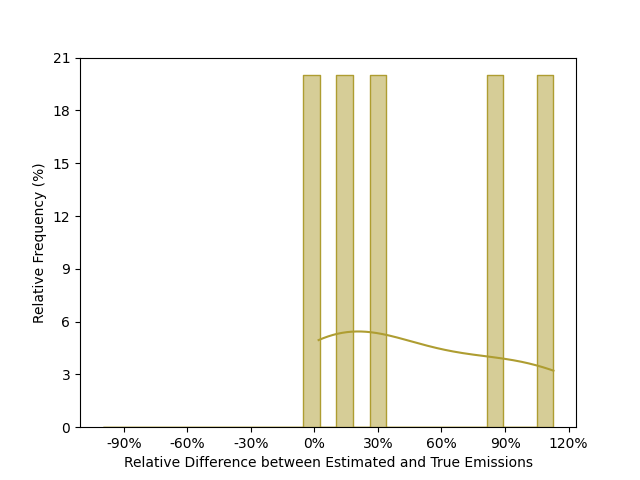 21
18
15
12
9
6
3
0
Relative Frequency (%)
-90% -60% -30% 0% 30% 60% 90% 120%
Relative Difference between Estimated and True Emissions